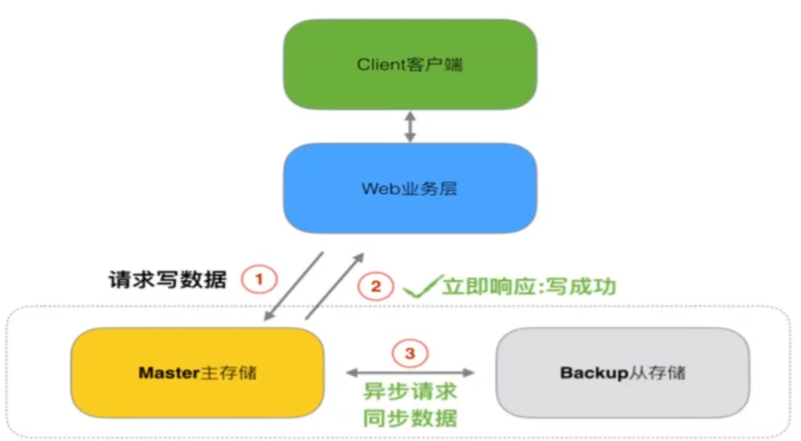 Client客户端
Web业务层
请求写数据 1
2 立即响应:写成功
Master主存储
3
异步请求
同步数据
Backup从存储